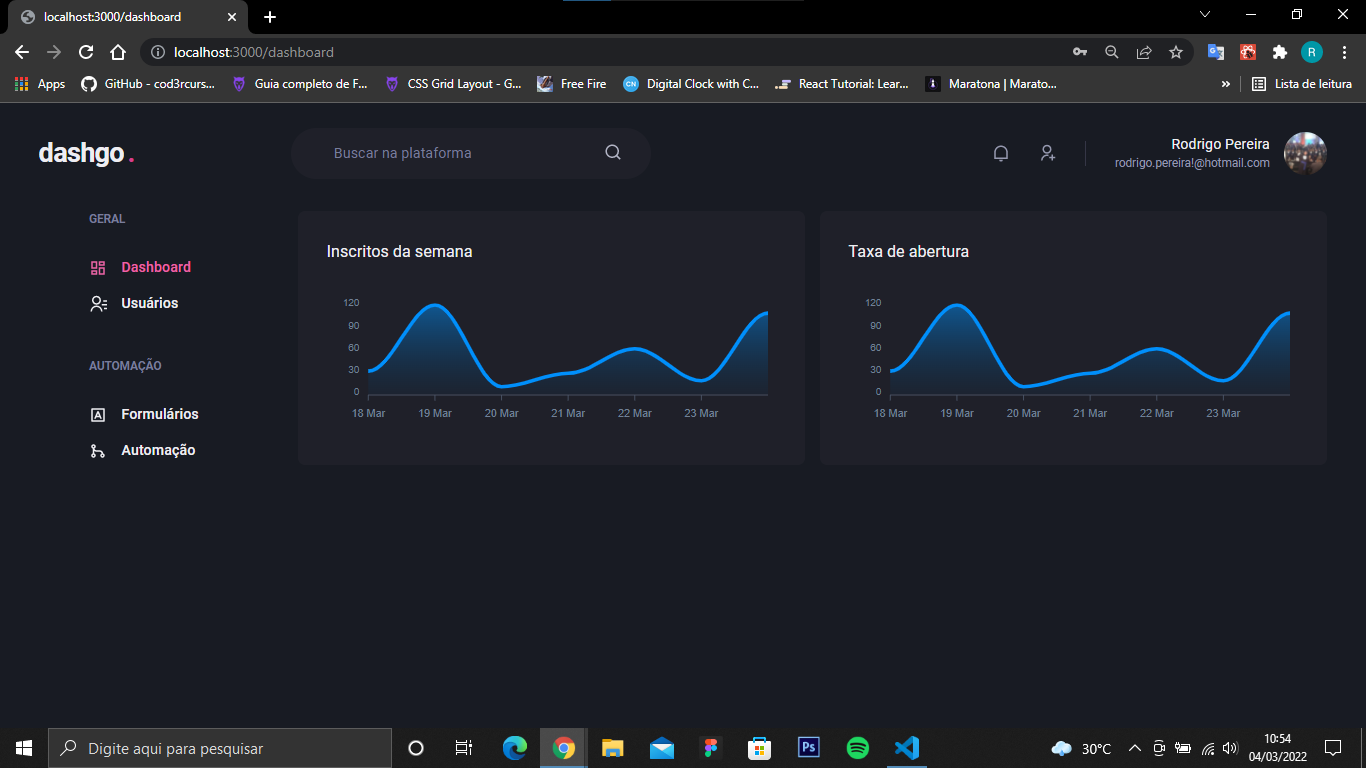 localhost:3000/dashboard
localhost:3000/dashboard
R
Apps
GitHub - cod3rcurs...
Guia completo de F...
CSS Grid Layout - G...
Free Fire
CN
Digital Clock with C...
React Tutorial: Lear...
Maratona | Marato...
»
Lista de leitura
dashgo.
Buscar na plataforma
Rodrigo Pereira
rodrigo.pereira!@hotmail.com
GERAL
Dashboard
Usuários
AUTOMAÇÃO
Formulários
Automação
Inscritos da semana
120
90
60
30
0
18 Mar 19 Mar 20 Mar 21 Mar 22 Mar 23 Mar
Taxa de abertura
120
90
60
30
0
18 Mar 19 Mar 20 Mar 21 Mar 22 Mar 23 Mar
Digite aqui para pesquisar
Ps
30°C
10:54
04/03/2022